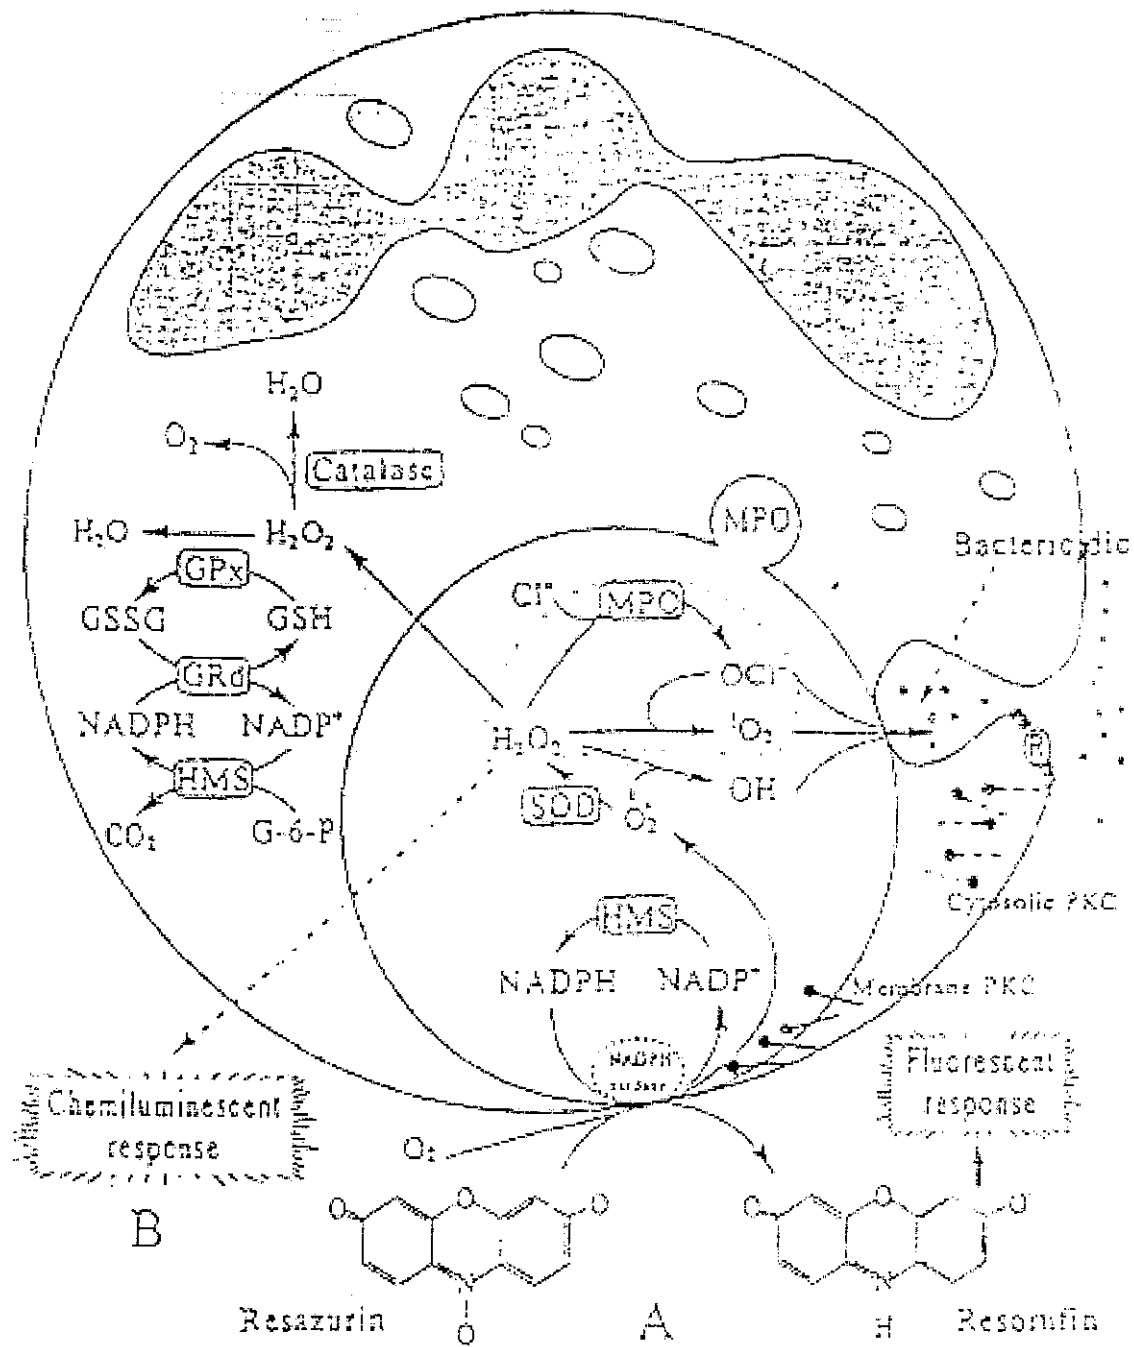 H₂O
O₂
Catalase
H₂O
H₂O₂
MPO
Bactericidic
GPx
Cl⁻
MPO
GSSG
GSH
GRd
OCl⁻
NADPH
NADP⁺
H₂O₂
¹O₂
P
HMS
SOD
O₂⁻
OH
CO₂
G-6-P
Cytosolic PKC
HMS
NADPH
NADP⁺
Membrane PKC
NADPH
Fluorescent
response
Chemiluminescent
response
O₂
B
O
O
O
N
O
O
O
O
N
H
Resazurin
A
Resorufin